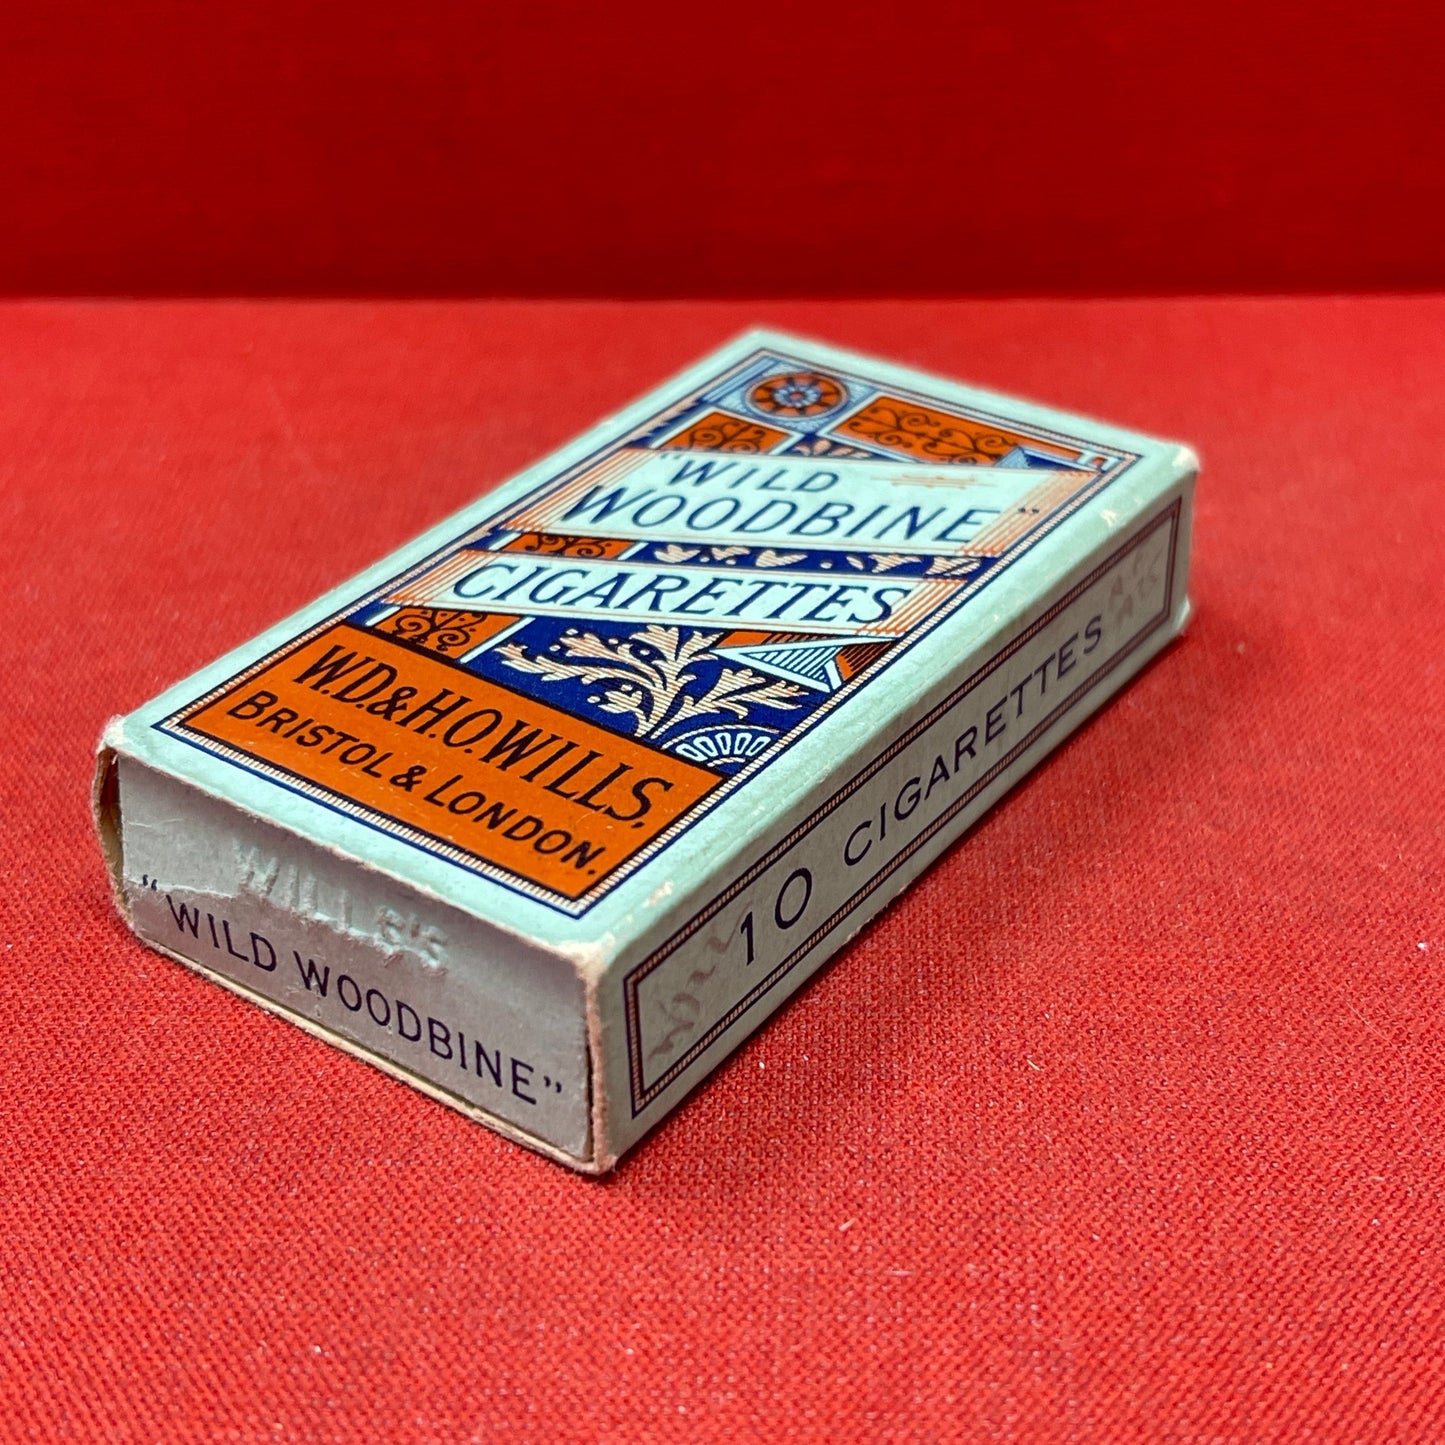 "WILD
WOODBINE"
CIGARETTES
W.D. & H.O. WILLS,
BRISTOL & LONDON.
WILLS'S
"WILD WOODBINE"
10 CIGARETTES